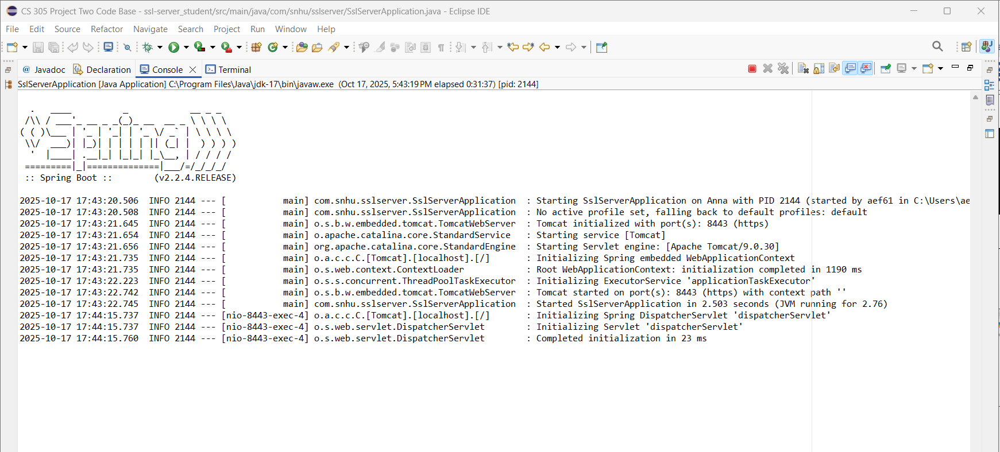 CS 305 Project Two Code Base - ssl-server_student/src/main/java/com/snhu/sslserver/SslServerApplication.java - Eclipse IDE
File Edit Source Refactor Navigate Search Project Run Window Help
@ Javadoc Declaration Console Terminal
SslServerApplication [Java Application] C:\Program Files\Java\jdk-17\bin\javaw.exe (Oct 17, 2025, 5:43:19 PM elapsed 0:31:37) [pid: 2144]
  .   ____          _            __ _ _
 /\\ / ___'_ __ _ _(_)_ __  __ _ \ \ \ \
( ( )\___ | '_ | '_| | '_ \/ _` | \ \ \ \
 \\/  ___)| |_)| | | | | || (_| |  ) ) ) )
  '  |____| .__|_| |_|_| |_\__, | / / / /
 =========|_|==============|___/=/_/_/_/
 :: Spring Boot ::        (v2.2.4.RELEASE)
2025-10-17 17:43:20.506  INFO 2144 --- [           main] com.snhu.sslserver.SslServerApplication  : Starting SslServerApplication on Anna with PID 2144 (started by aef61 in C:\Users\ae
2025-10-17 17:43:20.508  INFO 2144 --- [           main] com.snhu.sslserver.SslServerApplication  : No active profile set, falling back to default profiles: default
2025-10-17 17:43:21.645  INFO 2144 --- [           main] o.s.b.w.embedded.tomcat.TomcatWebServer  : Tomcat initialized with port(s): 8443 (https)
2025-10-17 17:43:21.654  INFO 2144 --- [           main] o.apache.catalina.core.StandardService   : Starting service [Tomcat]
2025-10-17 17:43:21.656  INFO 2144 --- [           main] org.apache.catalina.core.StandardEngine  : Starting Servlet engine: [Apache Tomcat/9.0.30]
2025-10-17 17:43:21.735  INFO 2144 --- [           main] o.a.c.c.C.[Tomcat].[localhost].[/]       : Initializing Spring embedded WebApplicationContext
2025-10-17 17:43:21.735  INFO 2144 --- [           main] o.s.web.context.ContextLoader            : Root WebApplicationContext: initialization completed in 1190 ms
2025-10-17 17:43:22.223  INFO 2144 --- [           main] o.s.s.concurrent.ThreadPoolTaskExecutor  : Initializing ExecutorService 'applicationTaskExecutor'
2025-10-17 17:43:22.742  INFO 2144 --- [           main] o.s.b.w.embedded.tomcat.TomcatWebServer  : Tomcat started on port(s): 8443 (https) with context path ''
2025-10-17 17:43:22.745  INFO 2144 --- [           main] com.snhu.sslserver.SslServerApplication  : Started SslServerApplication in 2.503 seconds (JVM running for 2.76)
2025-10-17 17:44:15.737  INFO 2144 --- [nio-8443-exec-4] o.a.c.c.C.[Tomcat].[localhost].[/]       : Initializing Spring DispatcherServlet 'dispatcherServlet'
2025-10-17 17:44:15.737  INFO 2144 --- [nio-8443-exec-4] o.s.web.servlet.DispatcherServlet        : Initializing Servlet 'dispatcherServlet'
2025-10-17 17:44:15.760  INFO 2144 --- [nio-8443-exec-4] o.s.web.servlet.DispatcherServlet        : Completed initialization in 23 ms